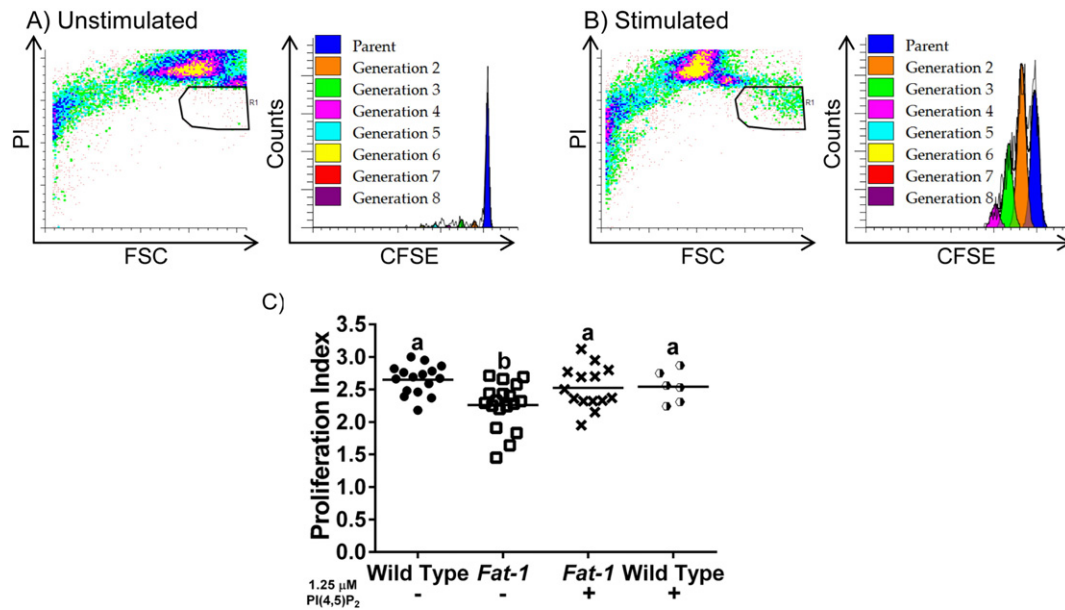 A) Unstimulated
PI
FSC
R1
Counts
CFSE
Parent
Generation 2
Generation 3
Generation 4
Generation 5
Generation 6
Generation 7
Generation 8
B) Stimulated
PI
FSC
R1
Counts
CFSE
Parent
Generation 2
Generation 3
Generation 4
Generation 5
Generation 6
Generation 7
Generation 8
C)
Proliferation Index
3.5
3.0
2.5
2.0
1.5
1.0
0.5
0.0
a b a a
Wild Type Fat-1 Fat-1 Wild Type
1.25 µM
PI(4,5)P₂ - - + +